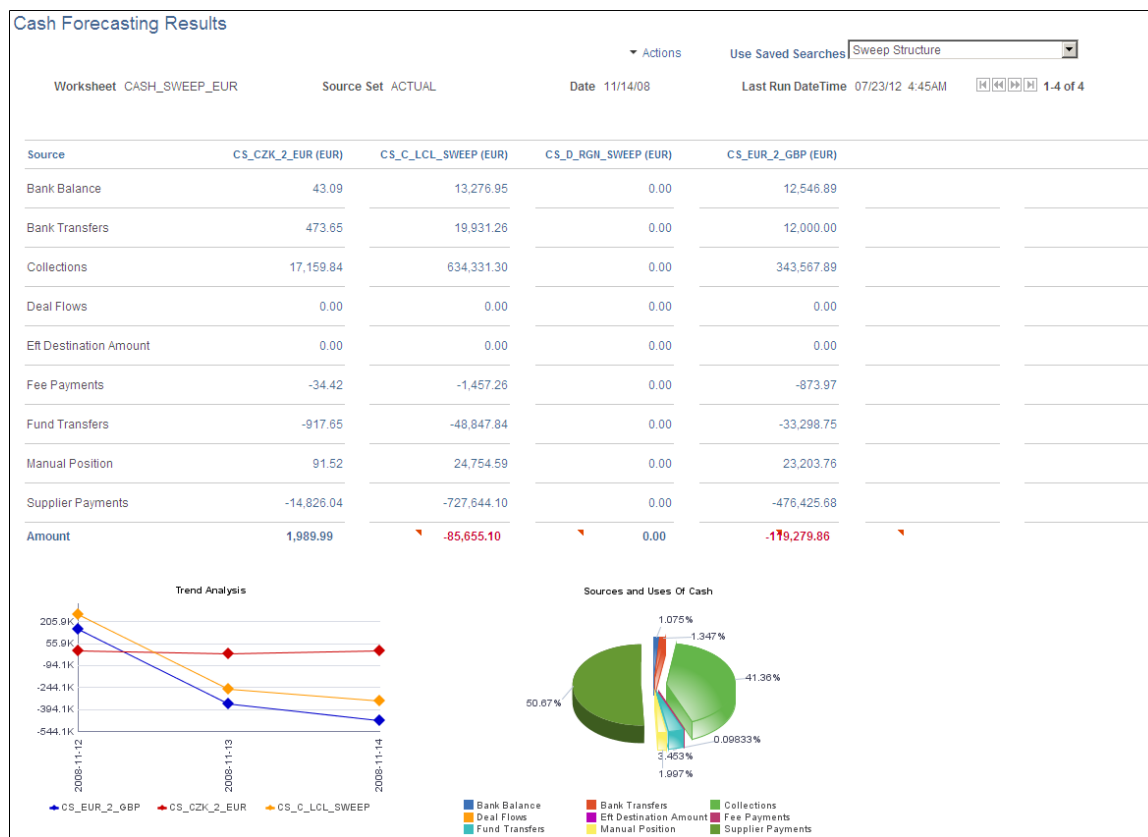 Cash Forecasting Results
Actions Use Saved Searches Sweep Structure
Worksheet CASH_SWEEP_EUR Source Set ACTUAL Date 11/14/08 Last Run DateTime 07/23/12 4:45AM 1-4 of 4
Source CS_CZK_2_EUR (EUR) CS_C_LCL_SWEEP (EUR) CS_D_RGN_SWEEP (EUR) CS_EUR_2_GBP (EUR)
Bank Balance 43.09 13,276.95 0.00 12,546.89
Bank Transfers 473.65 19,931.26 0.00 12,000.00
Collections 17,159.84 634,331.30 0.00 343,567.89
Deal Flows 0.00 0.00 0.00 0.00
Eft Destination Amount 0.00 0.00 0.00 0.00
Fee Payments -34.42 -1,457.26 0.00 -873.97
Fund Transfers -917.65 -48,847.84 0.00 -33,298.75
Manual Position 91.52 24,754.59 0.00 23,203.76
Supplier Payments -14,826.04 -727,644.10 0.00 -476,425.68
Amount 1,989.99 -85,655.10 0.00 -119,279.86
Trend Analysis
205.9K
55.9K
-94.1K
-244.1K
-394.1K
-544.1K
2008-11-12
2008-11-13
2008-11-14
CS_EUR_2_GBP CS_CZK_2_EUR CS_C_LCL_SWEEP
Sources and Uses Of Cash
1.075%
1.347%
41.36%
50.67%
0.09833%
3.453%
1.997%
Bank Balance Bank Transfers Collections
Deal Flows Eft Destination Amount Fee Payments
Fund Transfers Manual Position Supplier Payments